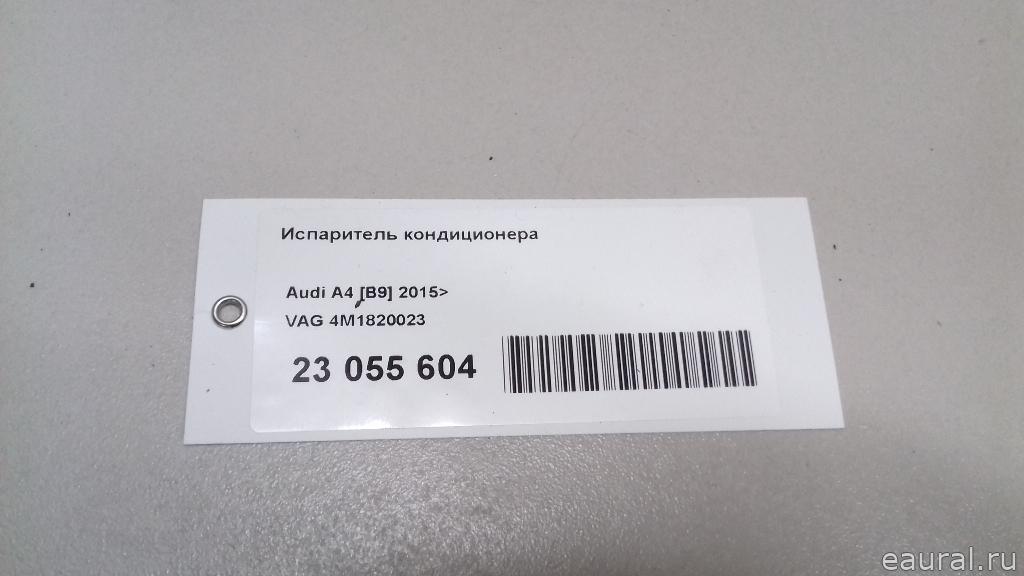 Испаритель кондиционера
Audi A4 [B9] 2015>
VAG 4M1820023
23 055 604
eaural.ru